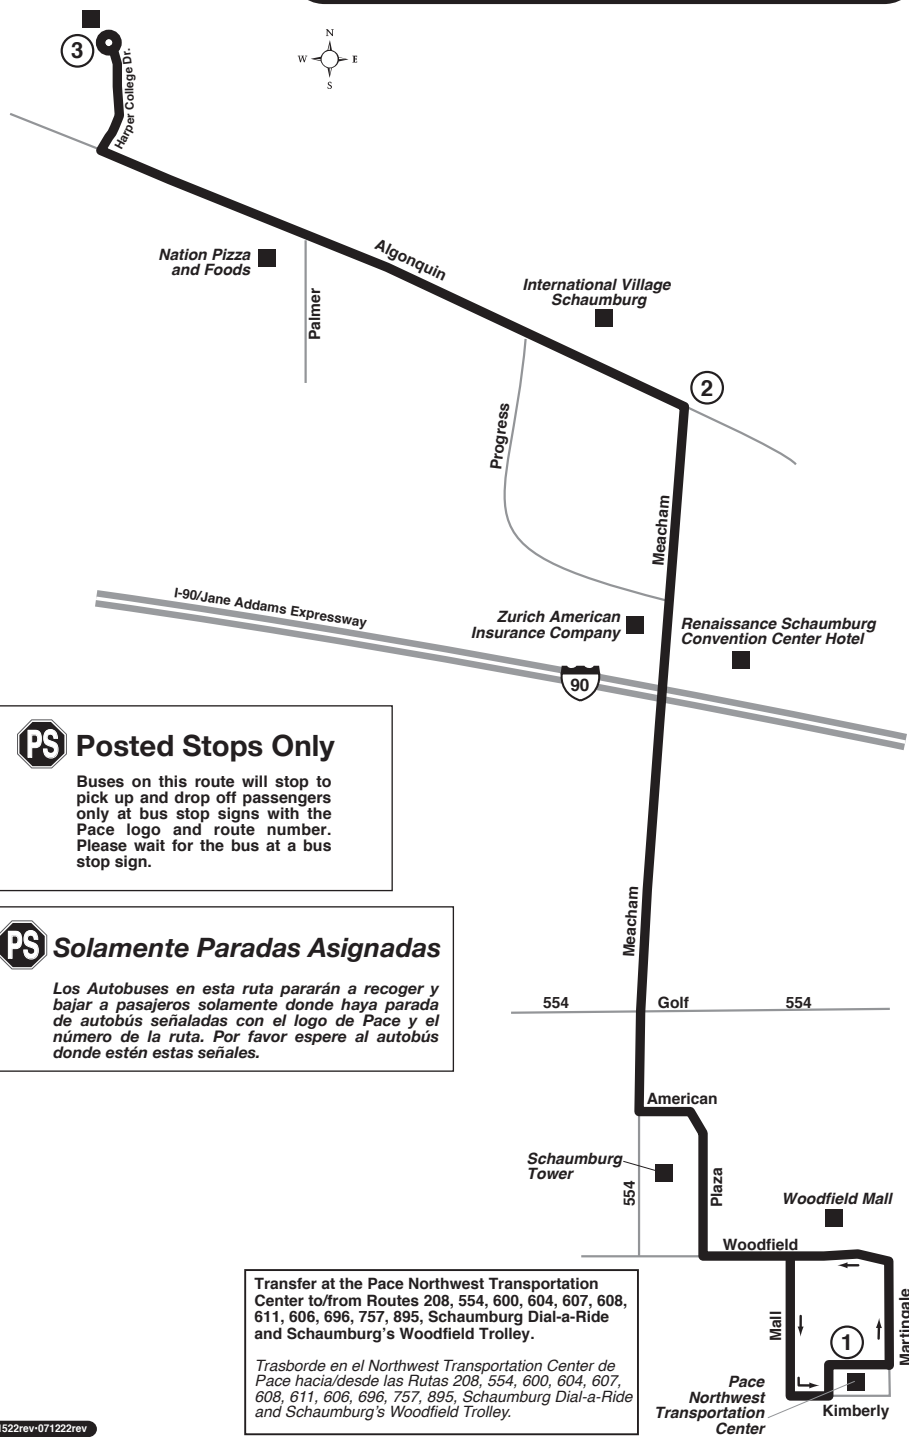 3
Harper College Dr.
N
W E
S
Nation Pizza
and Foods
Palmer
Algonquin
International Village
Schaumburg
2
Progress
Meacham
I-90/Jane Addams Expressway
Zurich American
Insurance Company
Renaissance Schaumburg
Convention Center Hotel
90
PS Posted Stops Only
Buses on this route will stop to
pick up and drop off passengers
only at bus stop signs with the
Pace logo and route number.
Please wait for the bus at a bus
stop sign.
Meacham
PS Solamente Paradas Asignadas
Los Autobuses en esta ruta pararán a recoger y
bajar a pasajeros solamente donde haya parada
de autobús señaladas con el logo de Pace y el
número de la ruta. Por favor espere al autobús
donde estén estas señales.
554 Golf 554
American
Schaumburg
Tower
554
Plaza
Woodfield Mall
Woodfield
Mall
Martingale
1
Transfer at the Pace Northwest Transportation
Center to/from Routes 208, 554, 600, 604, 607, 608,
611, 606, 696, 757, 895, Schaumburg Dial-a-Ride
and Schaumburg's Woodfield Trolley.
Trasborde en el Northwest Transportation Center de
Pace hacia/desde las Rutas 208, 554, 600, 604, 607,
608, 611, 606, 696, 757, 895, Schaumburg Dial-a-Ride
and Schaumburg's Woodfield Trolley.
Pace
Northwest
Transportation
Center
Kimberly
1522rev•071222rev